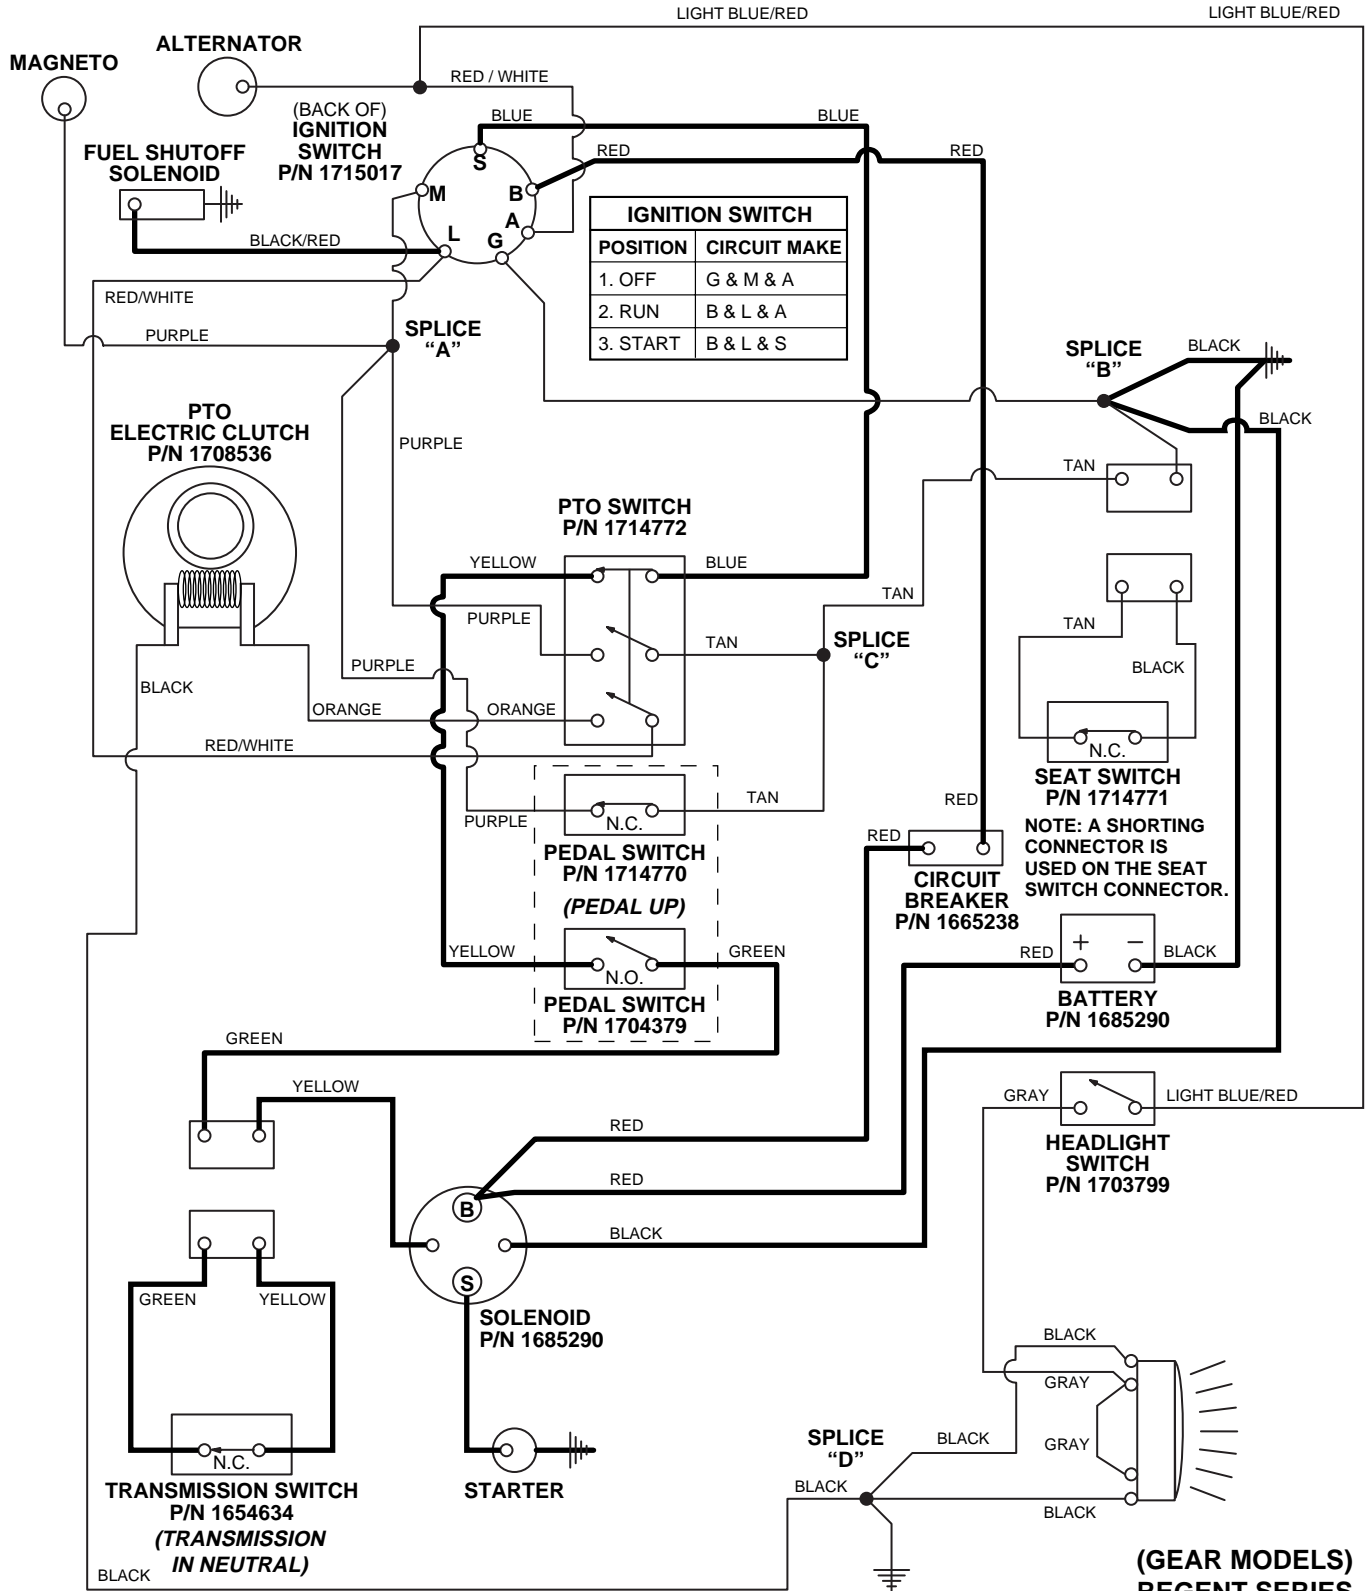 LIGHT BLUE/RED
LIGHT BLUE/RED
ALTERNATOR
MAGNETO
RED / WHITE
(BACK OF)
IGNITION
SWITCH
P/N 1715017
BLUE
BLUE
FUEL SHUTOFF
SOLENOID
RED
RED
S
M
B
A
L
G
BLACK/RED
IGNITION SWITCH
POSITION CIRCUIT MAKE
1. OFF G & M & A
2. RUN B & L & A
3. START B & L & S
RED/WHITE
PURPLE
SPLICE
“A”
SPLICE
“B”
BLACK
BLACK
PTO
ELECTRIC CLUTCH
P/N 1708536
PURPLE
TAN
PTO SWITCH
P/N 1714772
YELLOW
BLUE
TAN
PURPLE
TAN
SPLICE
“C”
TAN
BLACK
PURPLE
BLACK
ORANGE
ORANGE
RED/WHITE
N.C.
SEAT SWITCH
P/N 1714771
NOTE: A SHORTING
CONNECTOR IS
USED ON THE SEAT
SWITCH CONNECTOR.
TAN
RED
PURPLE
N.C.
PEDAL SWITCH
P/N 1714770
(PEDAL UP)
RED
CIRCUIT
BREAKER
P/N 1665238
YELLOW
GREEN
N.O.
PEDAL SWITCH
P/N 1704379
RED
+ –
BLACK
BATTERY
P/N 1685290
GREEN
YELLOW
GRAY
LIGHT BLUE/RED
HEADLIGHT
SWITCH
P/N 1703799
RED
RED
B
BLACK
S
SOLENOID
P/N 1685290
GREEN
YELLOW
BLACK
GRAY
GRAY
BLACK
SPLICE
“D”
BLACK
BLACK
N.C.
TRANSMISSION SWITCH
P/N 1654634
(TRANSMISSION
IN NEUTRAL)
STARTER
BLACK
(GEAR MODELS)
REGENT SERIES